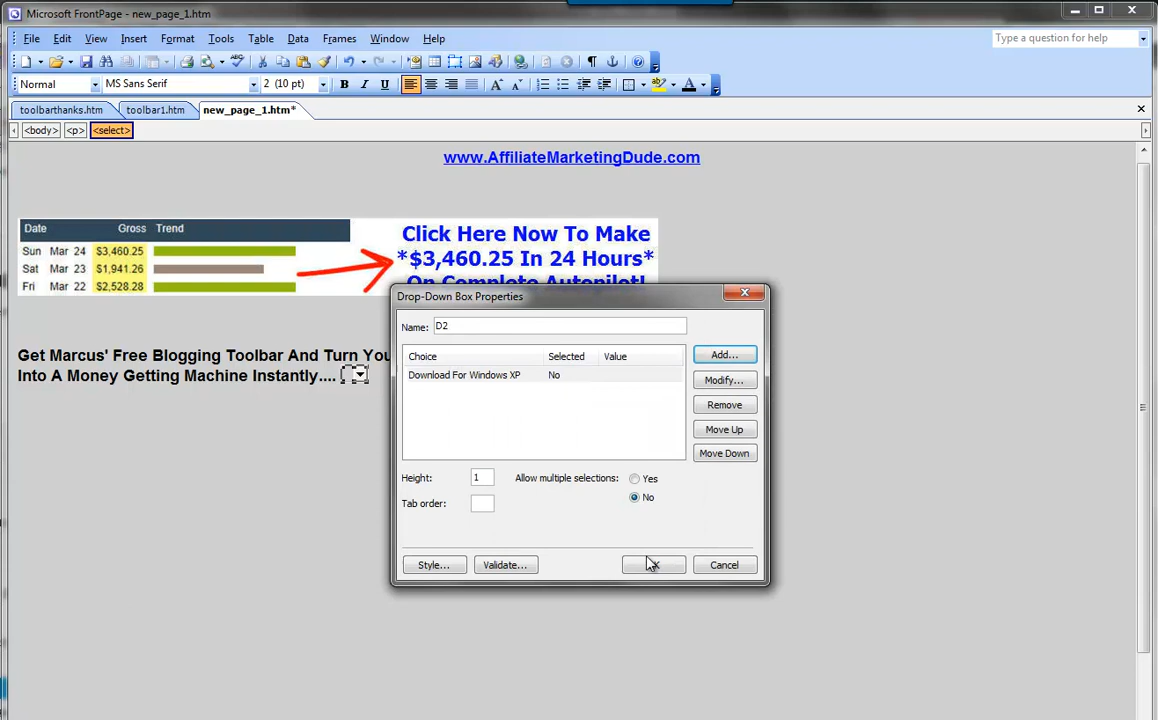 Microsoft FrontPage - new_page_1.htm
File Edit View Insert Format Tools Table Data Frames Window Help
Type a question for help
Normal MS Sans Serif 2 (10 pt) B I U A A A
toolbarthanks.htm toolbar1.htm new_page_1.htm*
<body> <p> <select>
www.AffiliateMarketingDude.com
Date Gross Trend
Sun Mar 24 $3,460.25
Sat Mar 23 $1,941.26
Fri Mar 22 $2,528.28
Click Here Now To Make
*$3,460.25 In 24 Hours*
On Complete Autopilot!
Get Marcus' Free Blogging Toolbar And Turn You
Into A Money Getting Machine Instantly....
Drop-Down Box Properties
Name: D2
Choice Selected Value
Download For Windows XP No
Add...
Modify...
Remove
Move Up
Move Down
Height: 1 Allow multiple selections: Yes
No
Tab order:
Style... Validate... Cancel